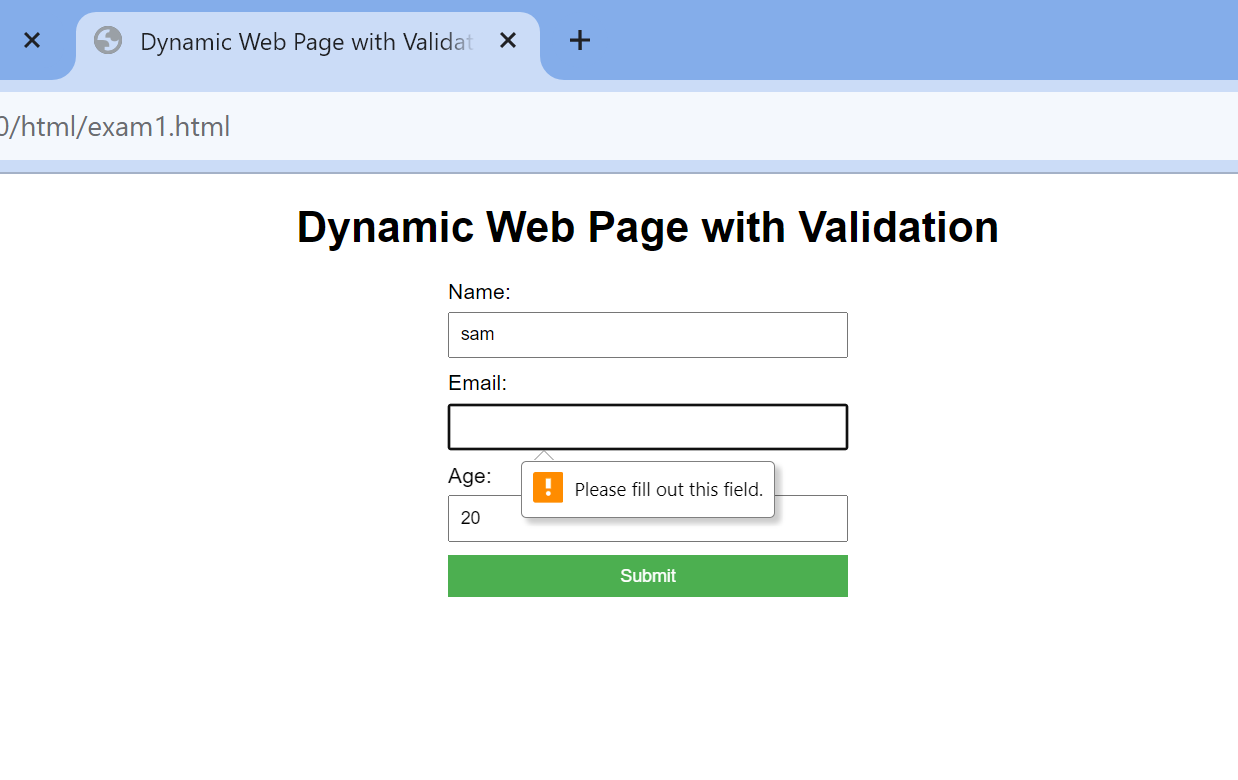 Dynamic Web Page with Validat
0/html/exam1.html
Dynamic Web Page with Validation
Name:
sam
Email:
Age:
Please fill out this field.
20
Submit